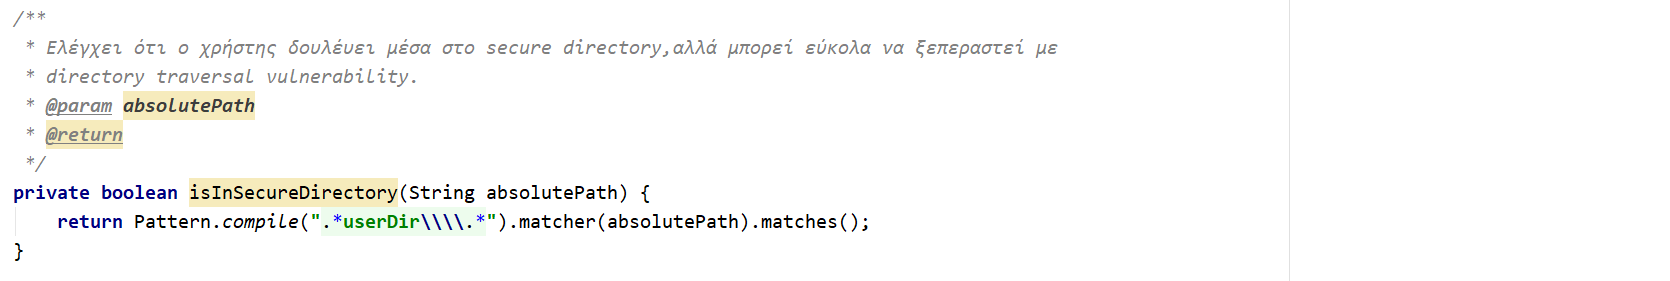 /**
 * Ελέγχει ότι ο χρήστης δουλέυει μέσα στο secure directory,αλλά μπορεί εύκολα να ξεπεραστεί με
 * directory traversal vulnerability.
 * @param absolutePath
 * @return
 */
private boolean isInSecureDirectory(String absolutePath) {
    return Pattern.compile(".*userDir\\\\.*").matcher(absolutePath).matches();
}